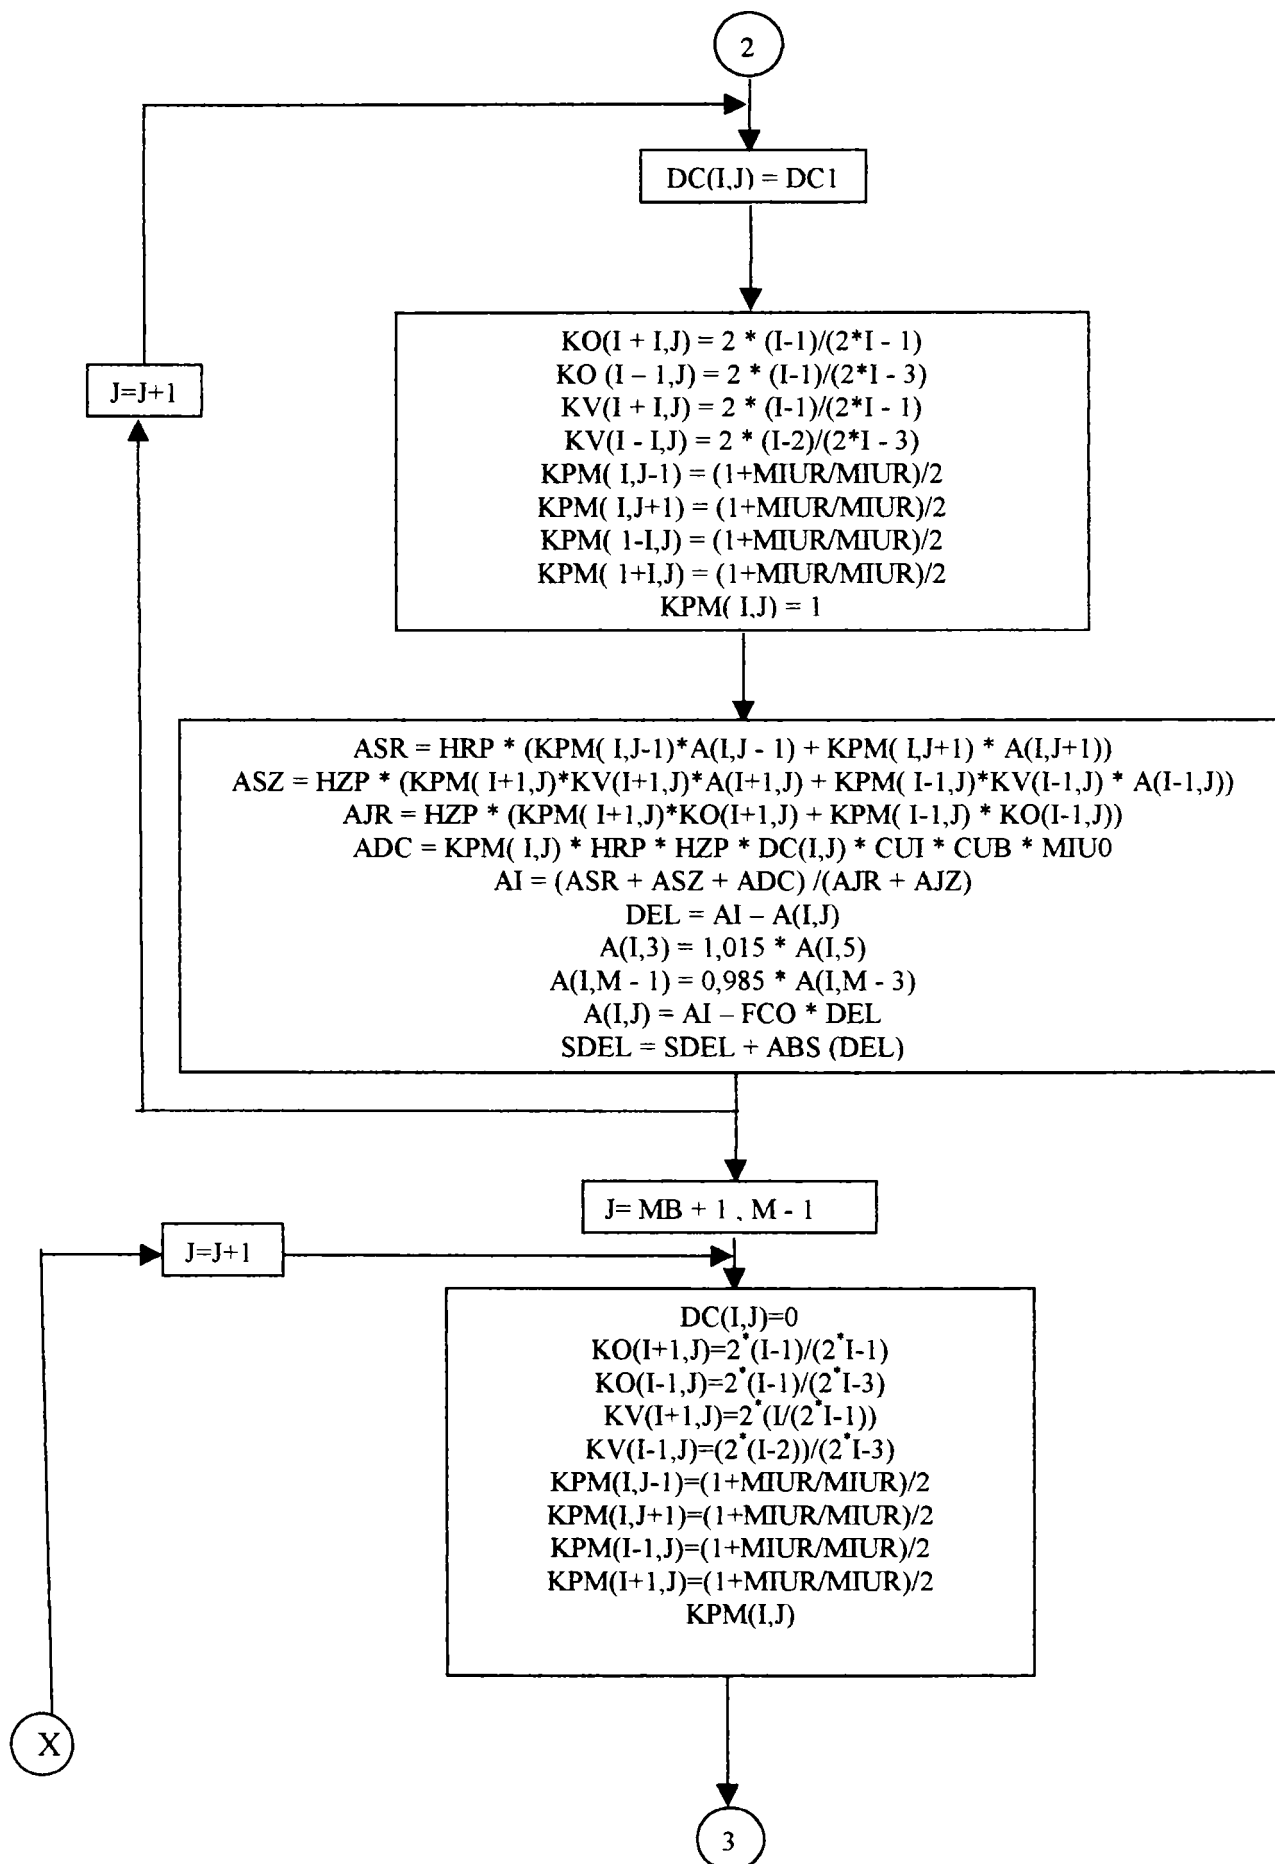 2
DC(I,J) = DC1
J=J+1
KO(I + I,J) = 2 * (I-1)/(2*I - 1)
KO (I – 1,J) = 2 * (I-1)/(2*I - 3)
KV(I + I,J) = 2 * (I-1)/(2*I - 1)
KV(I - I,J) = 2 * (I-2)/(2*I - 3)
KPM( I,J-1) = (1+MIUR/MIUR)/2
KPM( I,J+1) = (1+MIUR/MIUR)/2
KPM( 1-I,J) = (1+MIUR/MIUR)/2
KPM( 1+I,J) = (1+MIUR/MIUR)/2
KPM( I,J) = 1
ASR = HRP * (KPM( I,J-1)*A(I,J - 1) + KPM( I,J+1) * A(I,J+1))
ASZ = HZP * (KPM( I+1,J)*KV(I+1,J)*A(I+1,J) + KPM( I-1,J)*KV(I-1,J) * A(I-1,J))
AJR = HZP * (KPM( I+1,J)*KO(I+1,J) + KPM( I-1,J) * KO(I-1,J))
ADC = KPM( I,J) * HRP * HZP * DC(I,J) * CUI * CUB * MIU0
AI = (ASR + ASZ + ADC) /(AJR + AJZ)
DEL = AI – A(I,J)
A(I,3) = 1,015 * A(I,5)
A(I,M - 1) = 0,985 * A(I,M - 3)
A(I,J) = AI – FCO * DEL
SDEL = SDEL + ABS (DEL)
J= MB + 1 , M - 1
J=J+1
DC(I,J)=0
KO(I+1,J)=2*(I-1)/(2*I-1)
KO(I-1,J)=2*(I-1)/(2*I-3)
KV(I+1,J)=2*(I/(2*I-1))
KV(I-1,J)=(2*(I-2))/(2*I-3)
KPM(I,J-1)=(1+MIUR/MIUR)/2
KPM(I,J+1)=(1+MIUR/MIUR)/2
KPM(I-1,J)=(1+MIUR/MIUR)/2
KPM(I+1,J)=(1+MIUR/MIUR)/2
KPM(I,J)
X
3